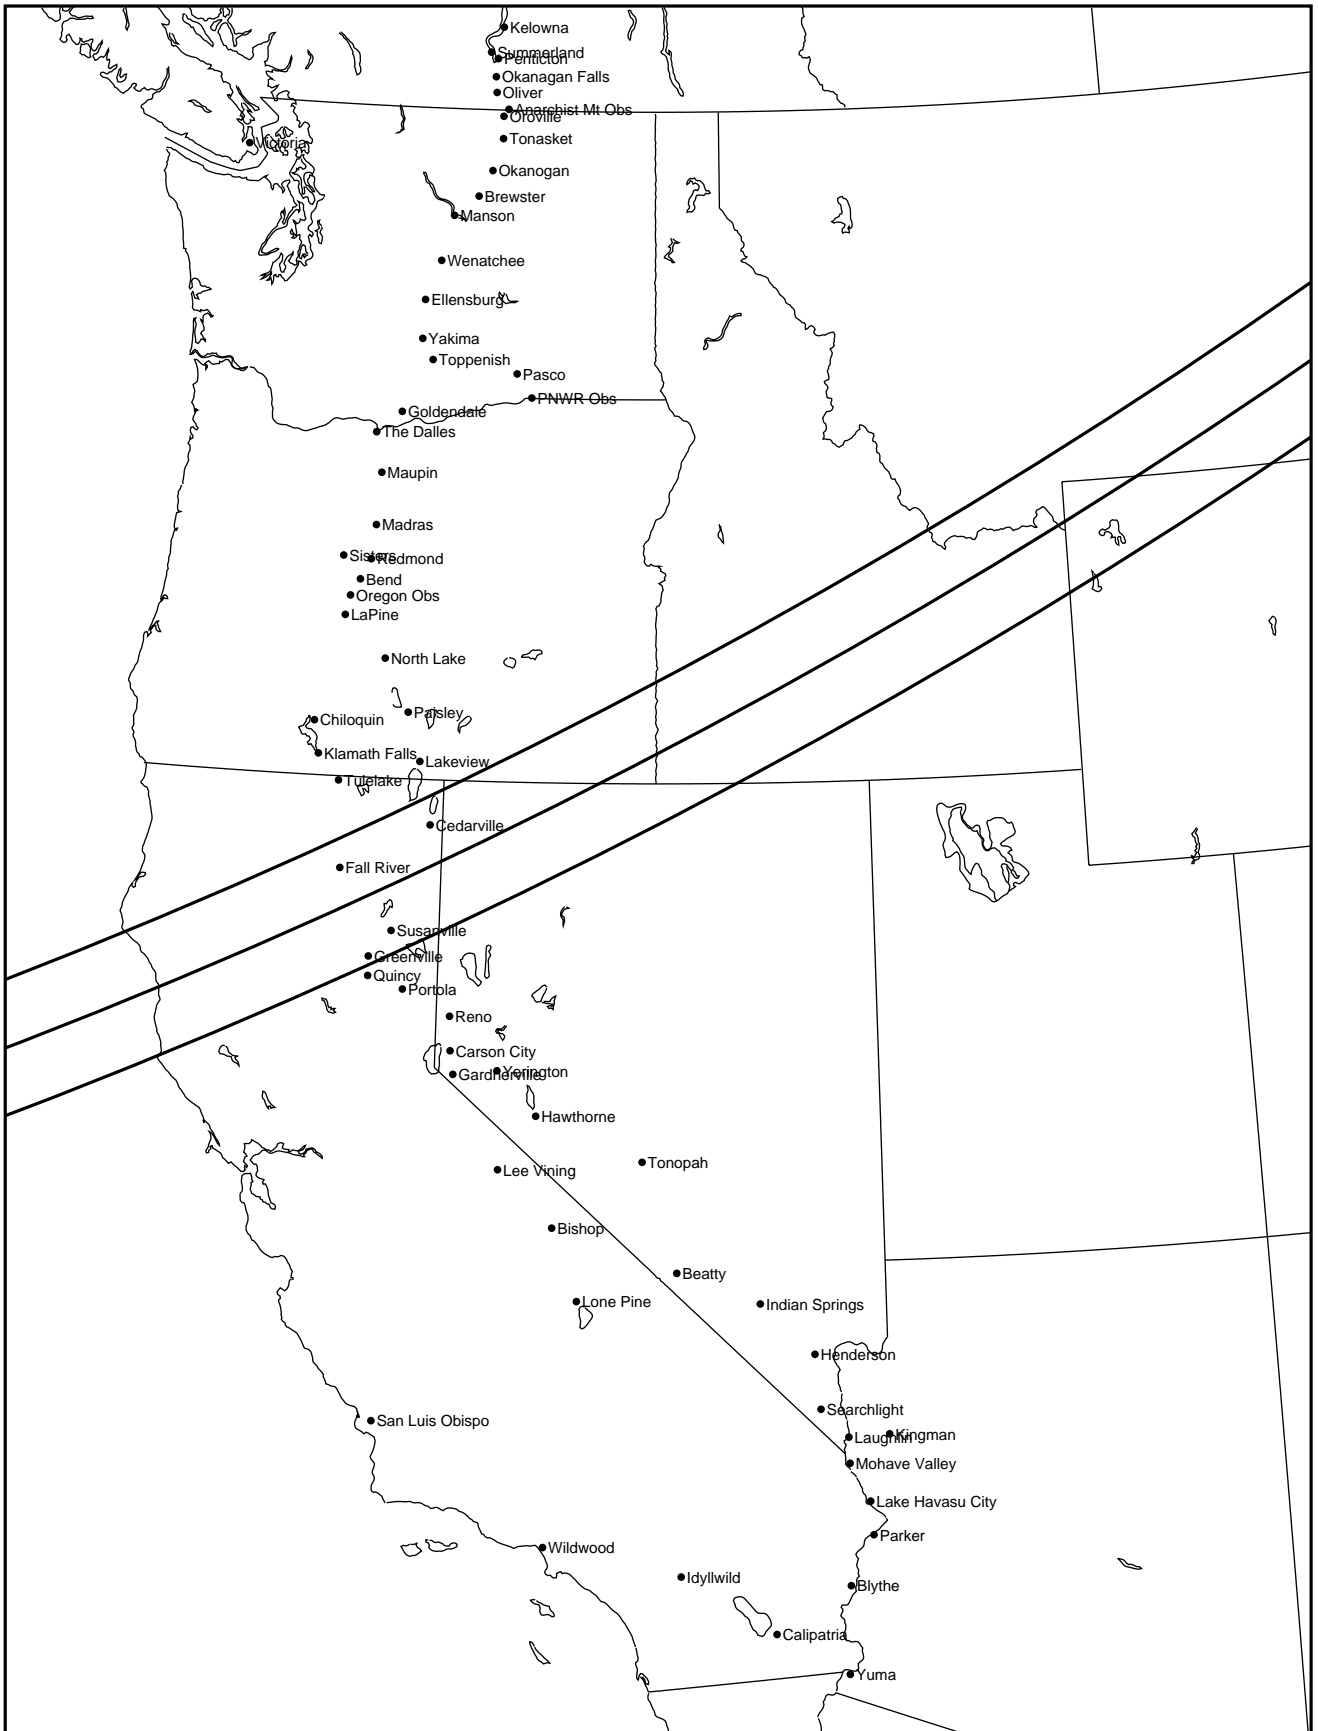 Kelowna
Summerland
Penticton
Okanagan Falls
Oliver
Anarchist Mt Obs
Oroville
Tonasket
Victoria
Okanogan
Brewster
Manson
Wenatchee
Ellensburg
Yakima
Toppenish
Pasco
PNWR Obs
Goldendale
The Dalles
Maupin
Madras
Sisters
Redmond
Bend
Oregon Obs
LaPine
North Lake
Paisley
Chiloquin
Klamath Falls
Lakeview
Tulelake
Cedarville
Fall River
Susanville
Greenville
Quincy
Portola
Reno
Carson City
Yerington
Gardnerville
Hawthorne
Tonopah
Lee Vining
Bishop
Beatty
Lone Pine
Indian Springs
Henderson
Searchlight
San Luis Obispo
Kingman
Laughlin
Mohave Valley
Lake Havasu City
Parker
Wildwood
Idyllwild
Blythe
Calipatria
Yuma